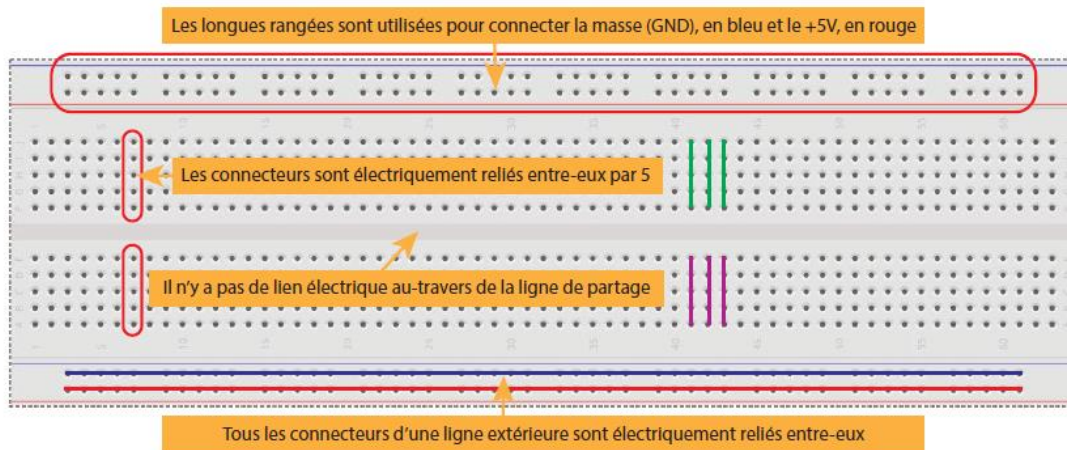 Les longues rangées sont utilisées pour connecter la masse (GND), en bleu et le +5V, en rouge
Les connecteurs sont électriquement reliés entre-eux par 5
Il n'y a pas de lien électrique au-travers de la ligne de partage
Tous les connecteurs d'une ligne extérieure sont électriquement reliés entre-eux